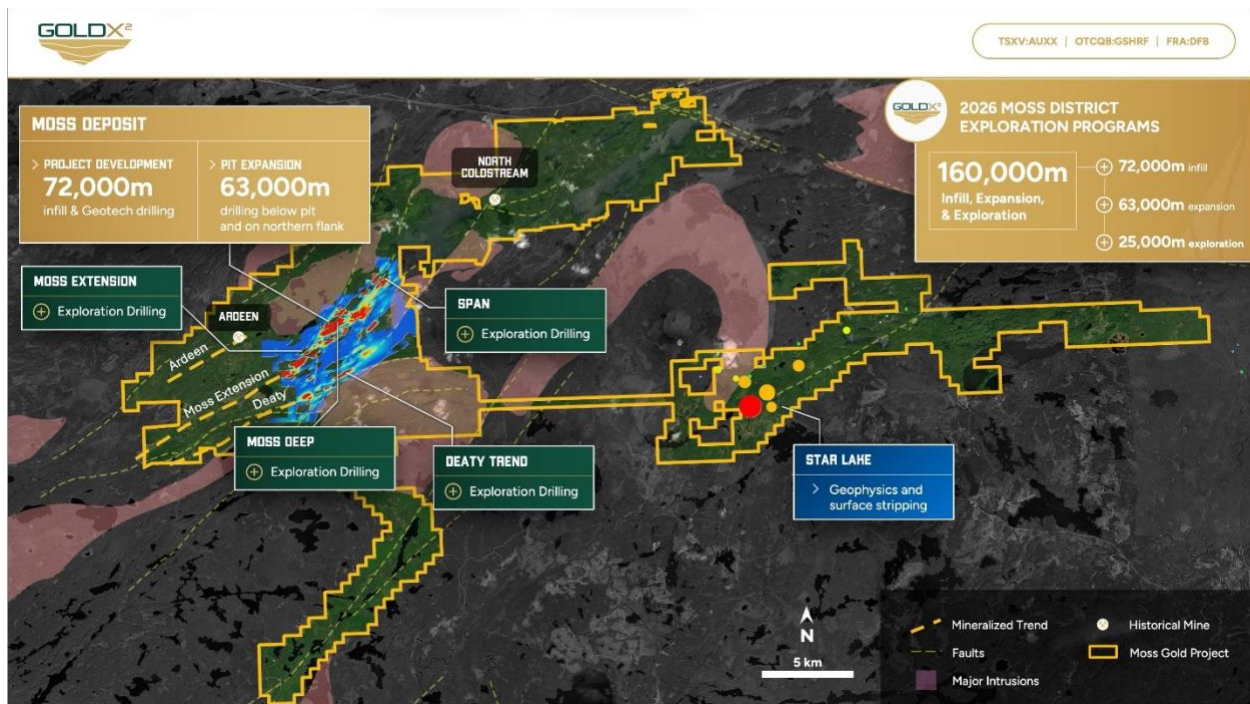 GOLDX²
TSXV:AUXX | OTCQB:GSHRF | FRA:DF8
MOSS DEPOSIT
> PROJECT DEVELOPMENT
72,000m
infill & Geotech drilling
> PIT EXPANSION
63,000m
drilling below pit
and on northern flank
NORTH
COLDSTREAM
GOLDX²
2026 MOSS DISTRICT
EXPLORATION PROGRAMS
160,000m
Infill, Expansion,
& Exploration
72,000m infill
63,000m expansion
25,000m exploration
MOSS EXTENSION
Exploration Drilling
ARDEEN
SPAN
Exploration Drilling
Ardeen
Moss Extension
Deaty
MOSS DEEP
Exploration Drilling
DEATY TREND
Exploration Drilling
STAR LAKE
> Geophysics and
surface stripping
N
5 km
Mineralized Trend
Historical Mine
Faults
Moss Gold Project
Major Intrusions